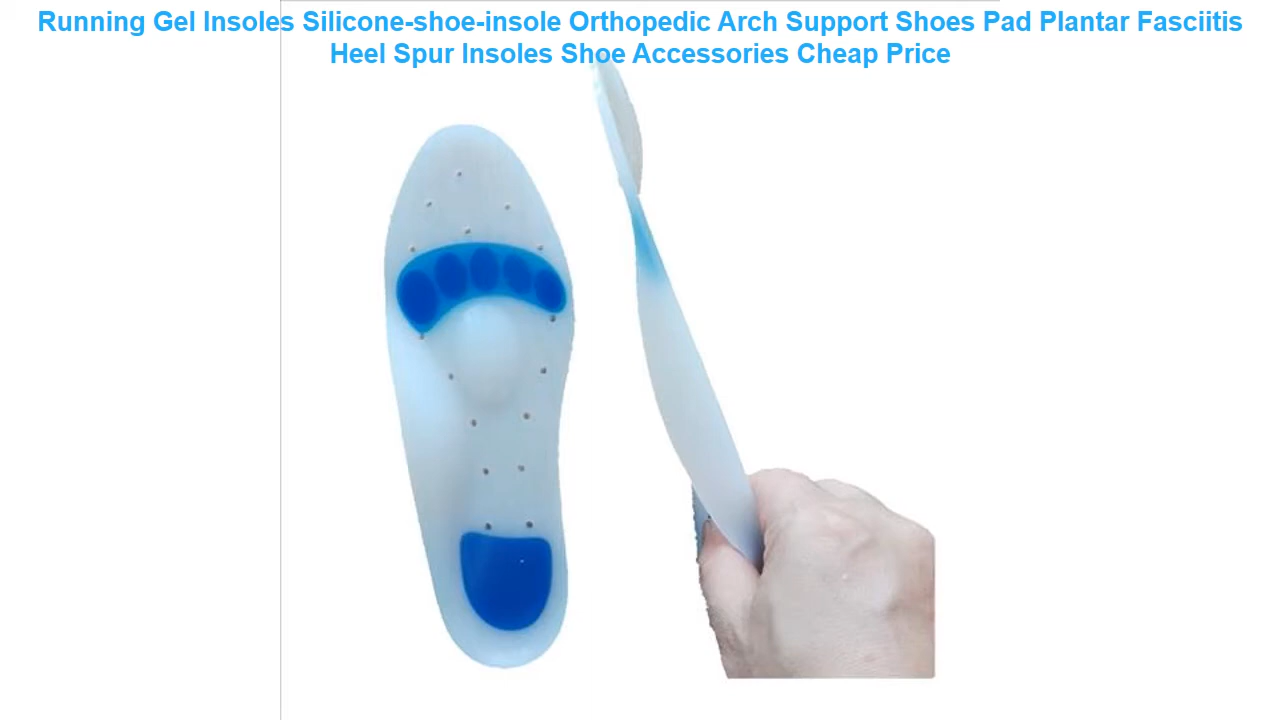 Running Gel Insoles Silicone-shoe-insole Orthopedic Arch Support Shoes Pad Plantar Fasciitis
Heel Spur Insoles Shoe Accessories Cheap Price